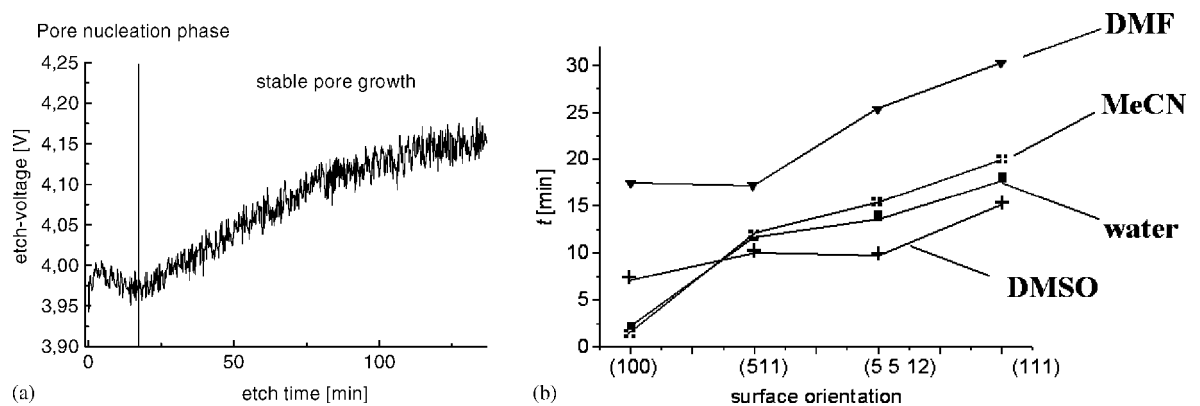 Pore nucleation phase
4,25
4,20
4,15
4,10
4,05
4,00
3,95
3,90
etch-voltage [V]
stable pore growth
0
50
100
etch time [min]
(a)
30
25
20
15
10
5
0
t [min]
DMF
MeCN
water
DMSO
(100)
(511)
(5 5 12)
(111)
surface orientation
(b)